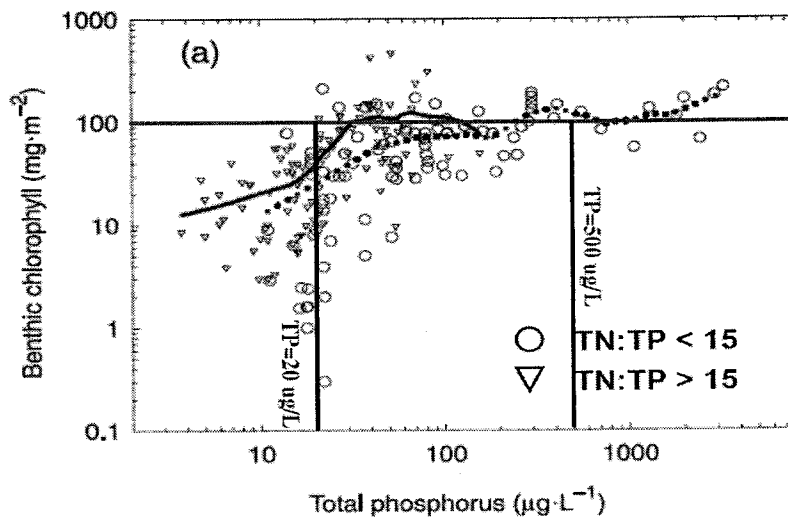 (a)
1000
100
10
1
0.1
Benthic chlorophyll (mg·m⁻²)
TP=20 ug/L
TP=500 ug/L
TN:TP < 15
TN:TP > 15
10
100
1000
Total phosphorus (µg·L⁻¹)